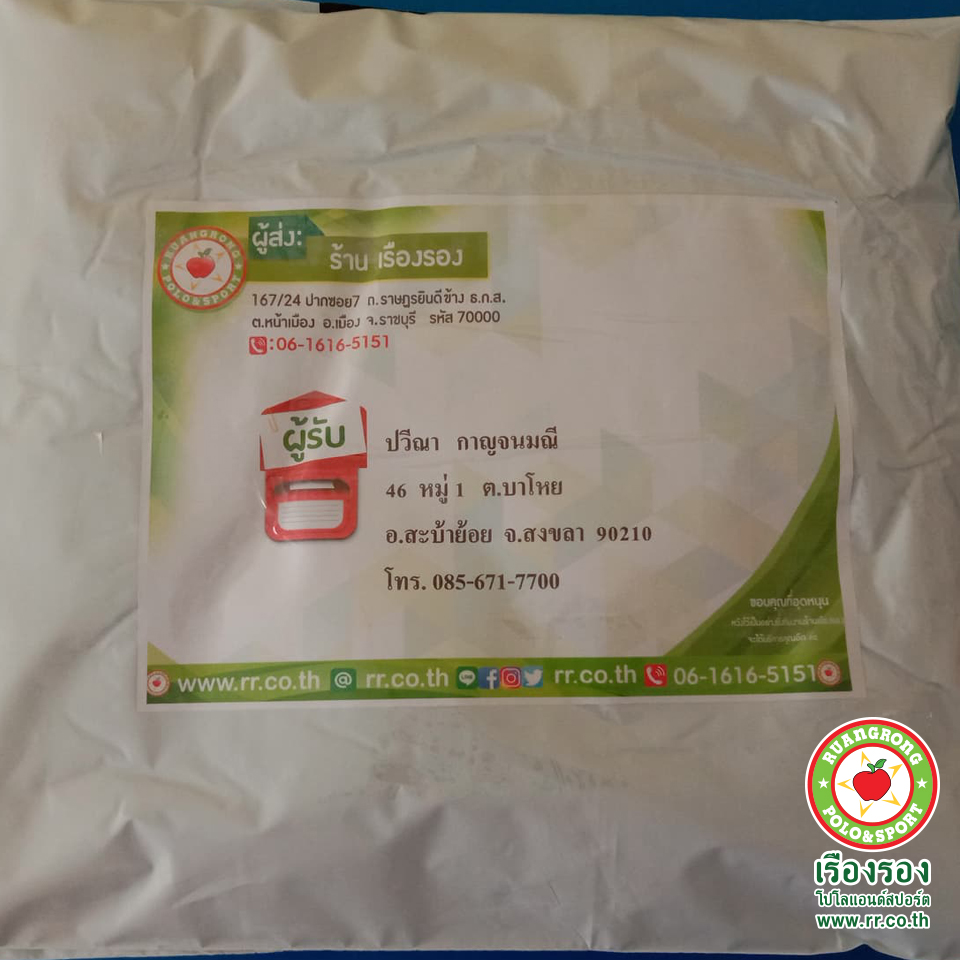 RUANGRONG
POLO&SPORT
ผู้ส่ง:
ร้าน เรืองรอง
167/24 ปากซอย7 ถ.ราษฎรยินดีข้าง ธ.ก.ส.
ต.หน้าเมือง อ.เมือง จ.ราชบุรี รหัส 70000
:06-1616-5151
ผู้รับ
ปวีณา กาญจนมณี
46 หมู่ 1 ต.บาโหย
อ.สะบ้าย้อย จ.สงขลา 90210
โทร. 085-671-7700
ขอบคุณที่อุดหนุน
www.rr.co.th @ rr.co.th rr.co.th 06-1616-5151
RUANGRONG
POLO&SPORT
เรืองรอง
โปโลแอนด์สปอร์ต
www.rr.co.th